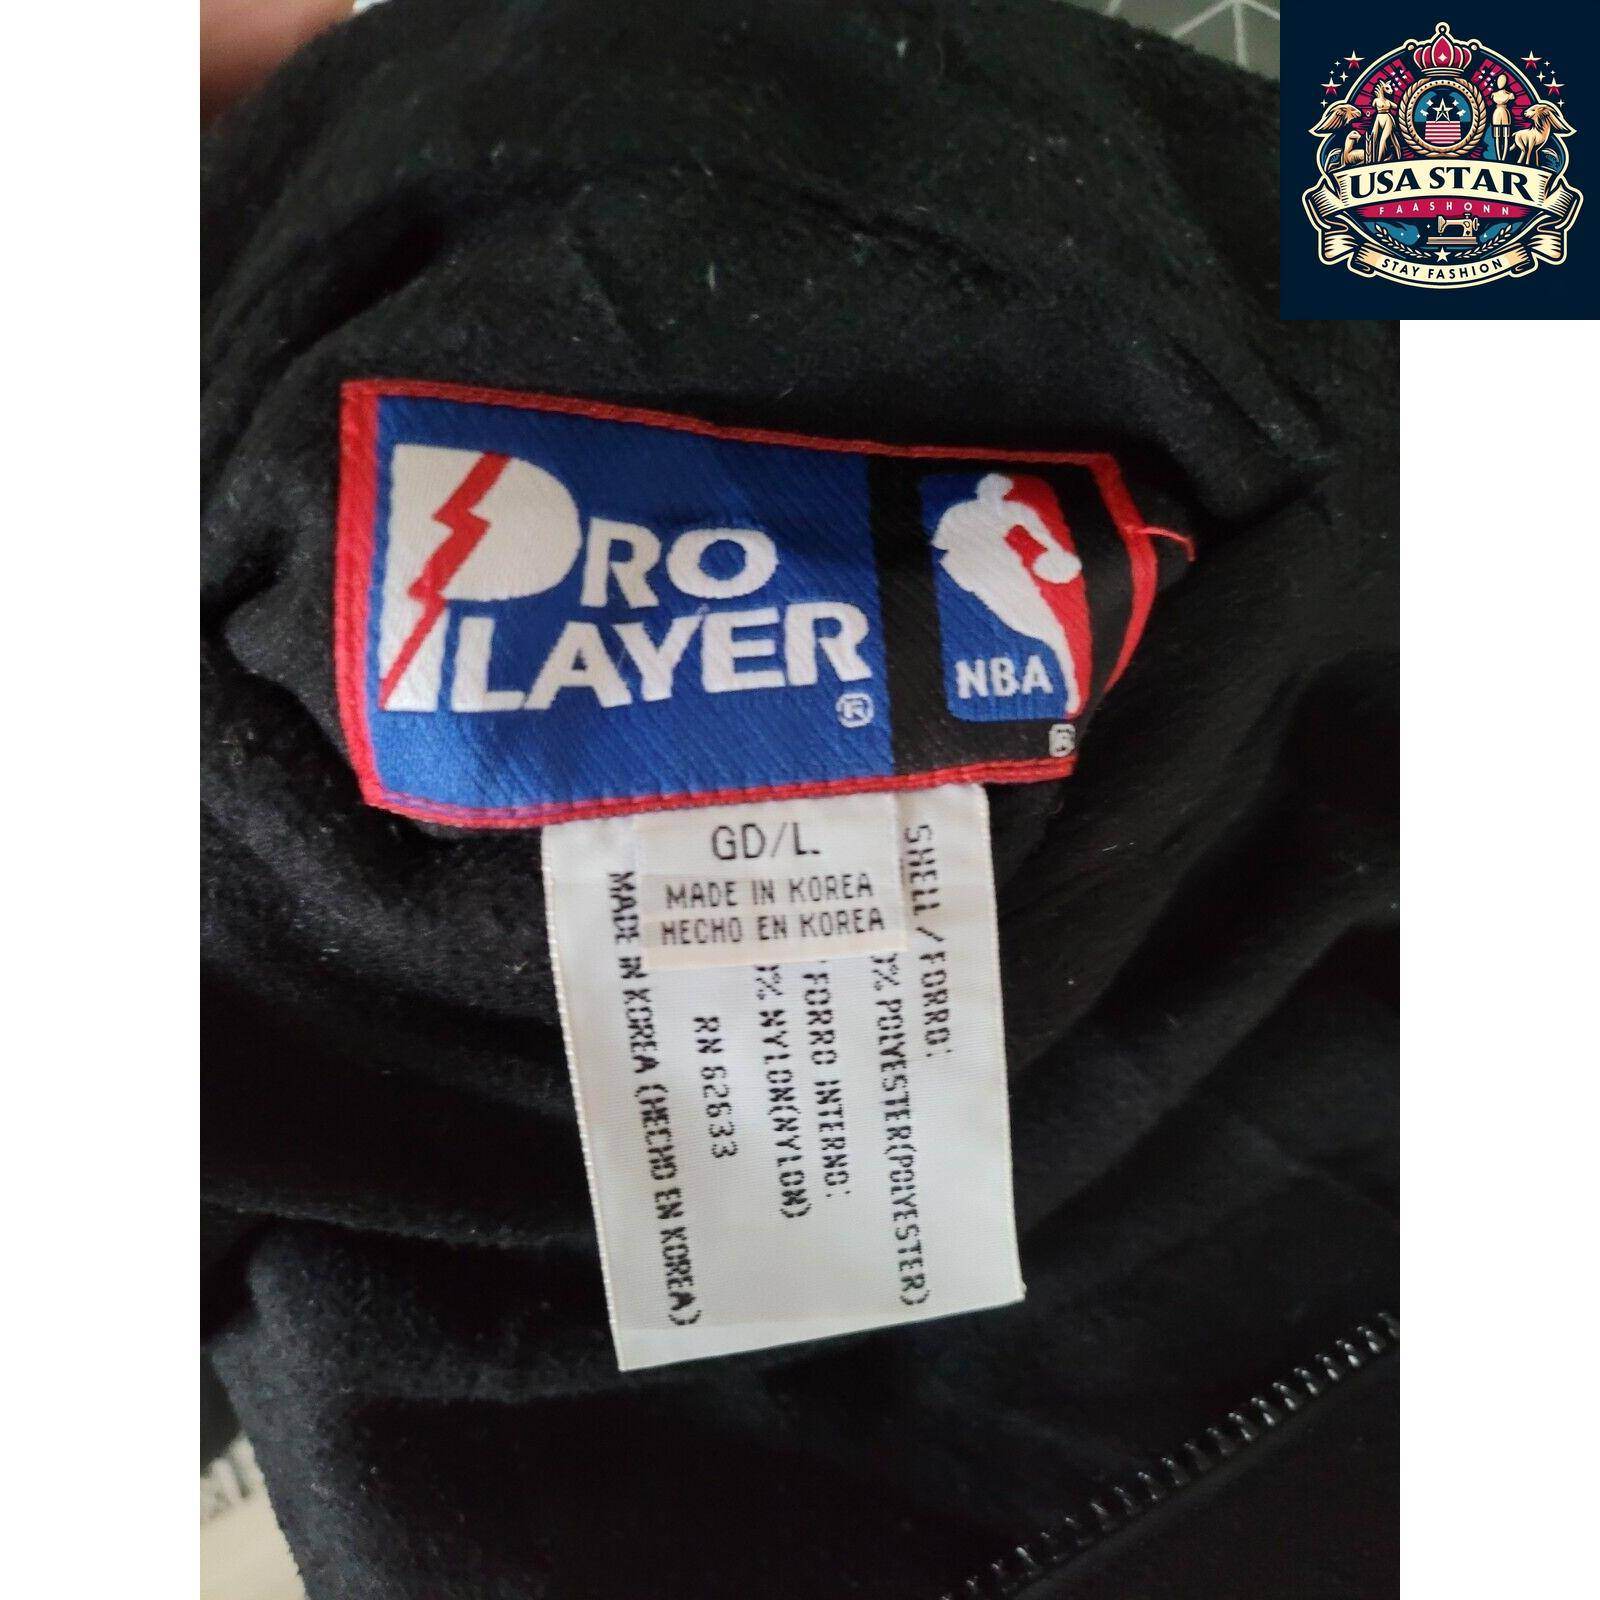 USA STAR
FAASHONN
STAY FASHION
PRO
PLAYER
®
NBA
®
GD/L.
MADE IN KOREA
HECHO EN KOREA
SHELL/FORRO:
% POLYESTER(POLYESTER)
FORRO INTERNO:
% NYLON(NYLON)
RN 62633
MADE IN KOREA (HECHO EN KOREA)